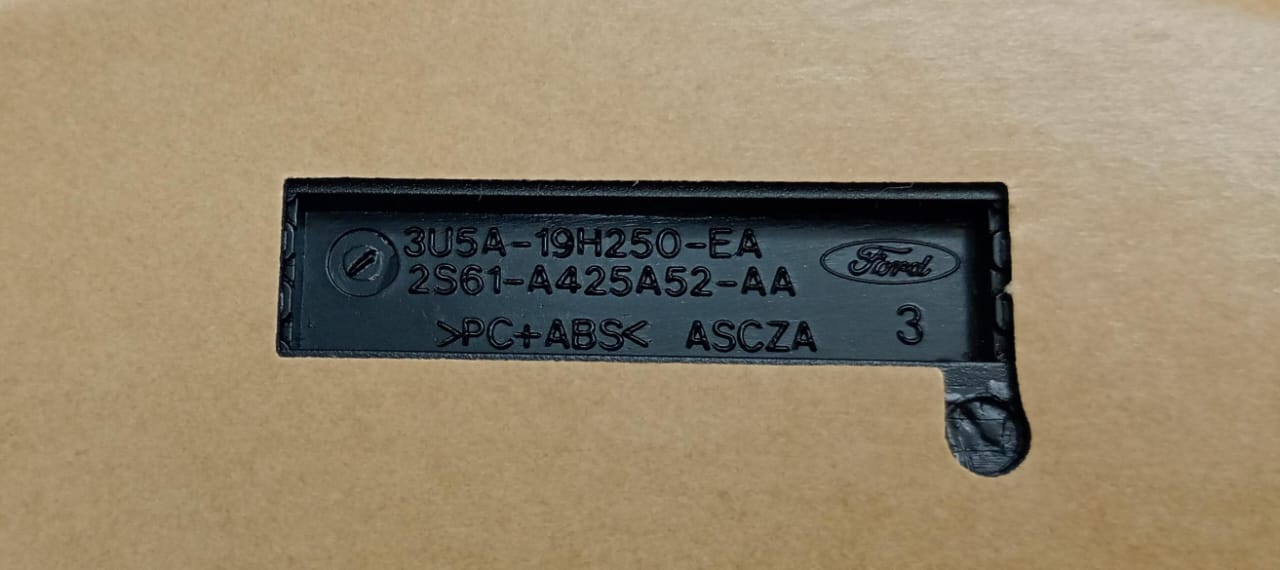 3U5A-19H250-EA
2S61-A425A52-AA
Ford
>PC+ABS< ASCZA
3